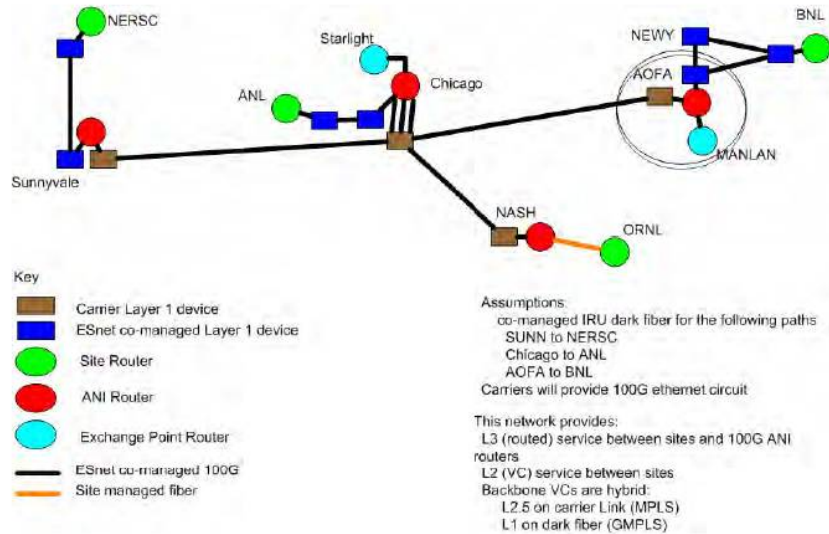 NERSC
Starlight
NEWY
BNL
AOFA
Chicago
ANL
MANLAN
Sunnyvale
NASH
ORNL
Key
Carrier Layer 1 device
ESnet co-managed Layer 1 device
Site Router
ANI Router
Exchange Point Router
ESnet co-managed 100G
Site managed fiber
Assumptions:
co-managed IRU dark fiber for the following paths
SUNN to NERSC
Chicago to ANL
AOFA to BNL
Carriers will provide 100G ethernet circuit
This network provides:
L3 (routed) service between sites and 100G ANI
routers
L2 (VC) service between sites
Backbone VCs are hybrid:
L2.5 on carrier Link (MPLS)
L1 on dark fiber (GMPLS)